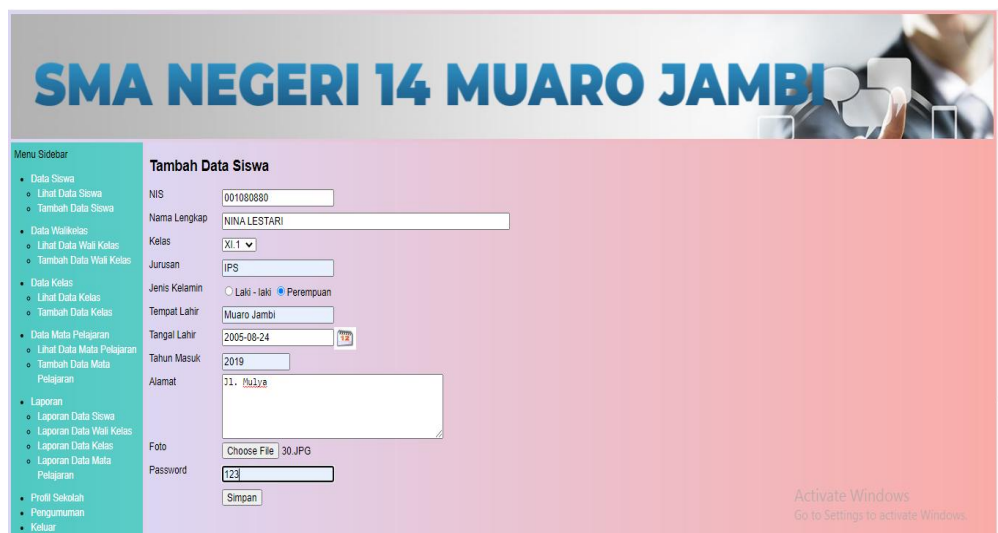 SMA NEGERI 14 MUARO JAMBI
Menu Sidebar
Data Siswa
Lihat Data Siswa
Tambah Data Siswa
Data Walikelas
Lihat Data Wali Kelas
Tambah Data Wali Kelas
Data Kelas
Lihat Data Kelas
Tambah Data Kelas
Data Mata Pelajaran
Lihat Data Mata Pelajaran
Tambah Data Mata
Pelajaran
Laporan
Laporan Data Siswa
Laporan Data Wali Kelas
Laporan Data Kelas
Laporan Data Mata
Pelajaran
Profil Sekolah
Pengumuman
Keluar
Tambah Data Siswa
NIS 001080880
Nama Lengkap NINA LESTARI
Kelas XI.1
Jurusan IPS
Jenis Kelamin Laki - laki Perempuan
Tempat Lahir Muaro Jambi
Tangal Lahir 2005-08-24 12
Tahun Masuk 2019
Alamat Jl. Mulya
Foto Choose File 30.JPG
Password 123
Simpan
Activate Windows
Go to Settings to activate Windows.